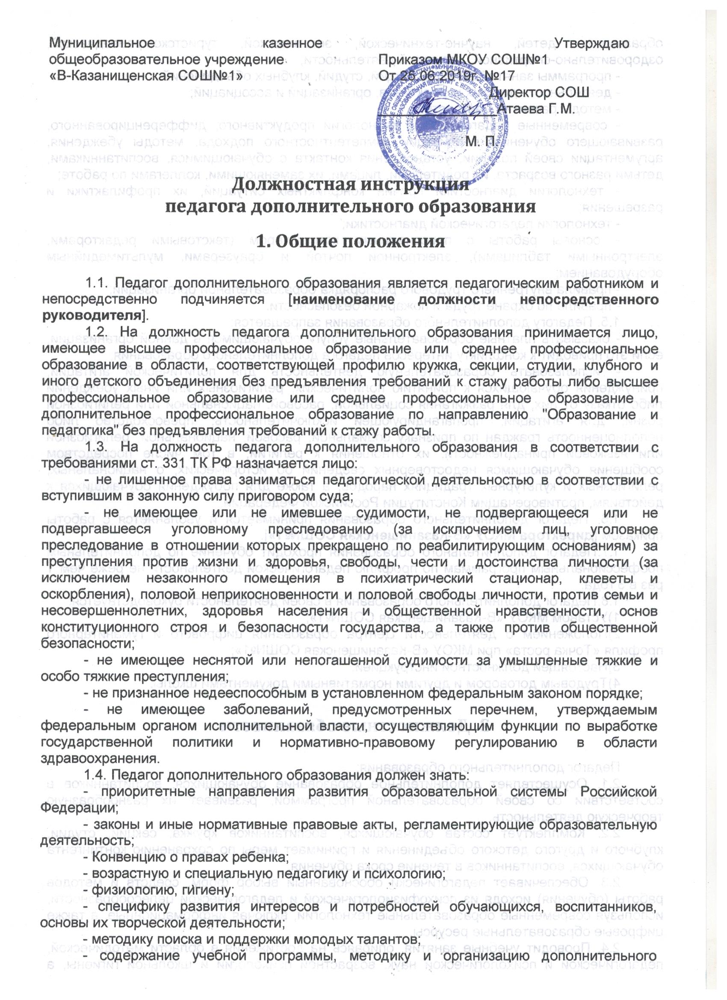 Муниципальное казенное Утверждаю
общеобразовательное учреждение Приказом МКОУ СОШ№1
«В-Казанищенская СОШ№1» От 26.06.2019г. №17
Директор СОШ
Атаева Г.М.
М. П.
Должностная инструкция
педагога дополнительного образования
1. Общие положения
1.1. Педагог дополнительного образования является педагогическим работником и
непосредственно подчиняется [наименование должности непосредственного
руководителя].
1.2. На должность педагога дополнительного образования принимается лицо,
имеющее высшее профессиональное образование или среднее профессиональное
образование в области, соответствующей профилю кружка, секции, студии, клубного и
иного детского объединения без предъявления требований к стажу работы либо высшее
профессиональное образование или среднее профессиональное образование и
дополнительное профессиональное образование по направлению "Образование и
педагогика" без предъявления требований к стажу работы.
1.3. На должность педагога дополнительного образования в соответствии с
требованиями ст. 331 ТК РФ назначается лицо:
- не лишенное права заниматься педагогической деятельностью в соответствии с
вступившим в законную силу приговором суда;
- не имеющее или не имевшее судимости, не подвергающееся или не
подвергавшееся уголовному преследованию (за исключением лиц, уголовное
преследование в отношении которых прекращено по реабилитирующим основаниям) за
преступления против жизни и здоровья, свободы, чести и достоинства личности (за
исключением незаконного помещения в психиатрический стационар, клеветы и
оскорбления), половой неприкосновенности и половой свободы личности, против семьи и
несовершеннолетних, здоровья населения и общественной нравственности, основ
конституционного строя и безопасности государства, а также против общественной
безопасности;
- не имеющее неснятой или непогашенной судимости за умышленные тяжкие и
особо тяжкие преступления;
- не признанное недееспособным в установленном федеральным законом порядке;
- не имеющее заболеваний, предусмотренных перечнем, утверждаемым
федеральным органом исполнительной власти, осуществляющим функции по выработке
государственной политики и нормативно-правовому регулированию в области
здравоохранения.
1.4. Педагог дополнительного образования должен знать:
- приоритетные направления развития образовательной системы Российской
Федерации;
- законы и иные нормативные правовые акты, регламентирующие образовательную
деятельность;
- Конвенцию о правах ребенка;
- возрастную и специальную педагогику и психологию;
- физиологию, гигиену;
- специфику развития интересов и потребностей обучающихся, воспитанников,
основы их творческой деятельности;
- методику поиска и поддержки молодых талантов;
- содержание учебной программы, методику и организацию дополнительного